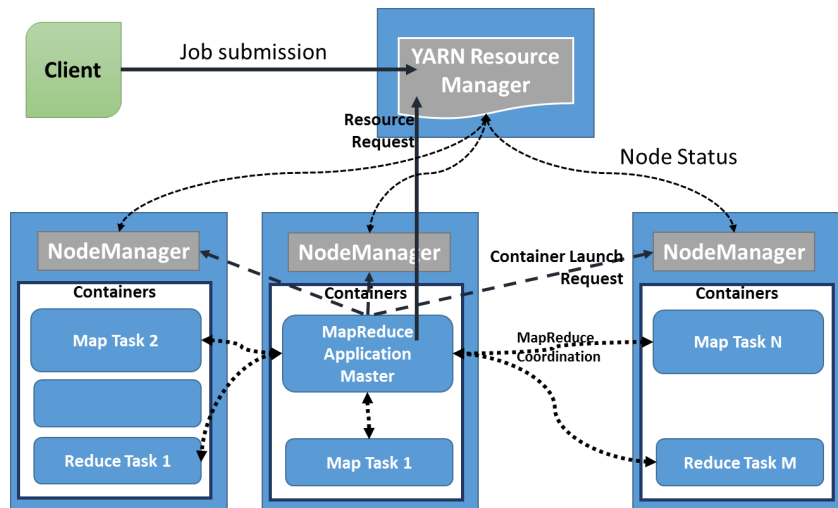 Client
Job submission
YARN Resource
Manager
Resource
Request
Node Status
NodeManager
Containers
Map Task 2
Reduce Task 1
NodeManager
Containers
MapReduce
Application
Master
Map Task 1
Container Launch
Request
MapReduce
Coordination
NodeManager
Containers
Map Task N
Reduce Task M